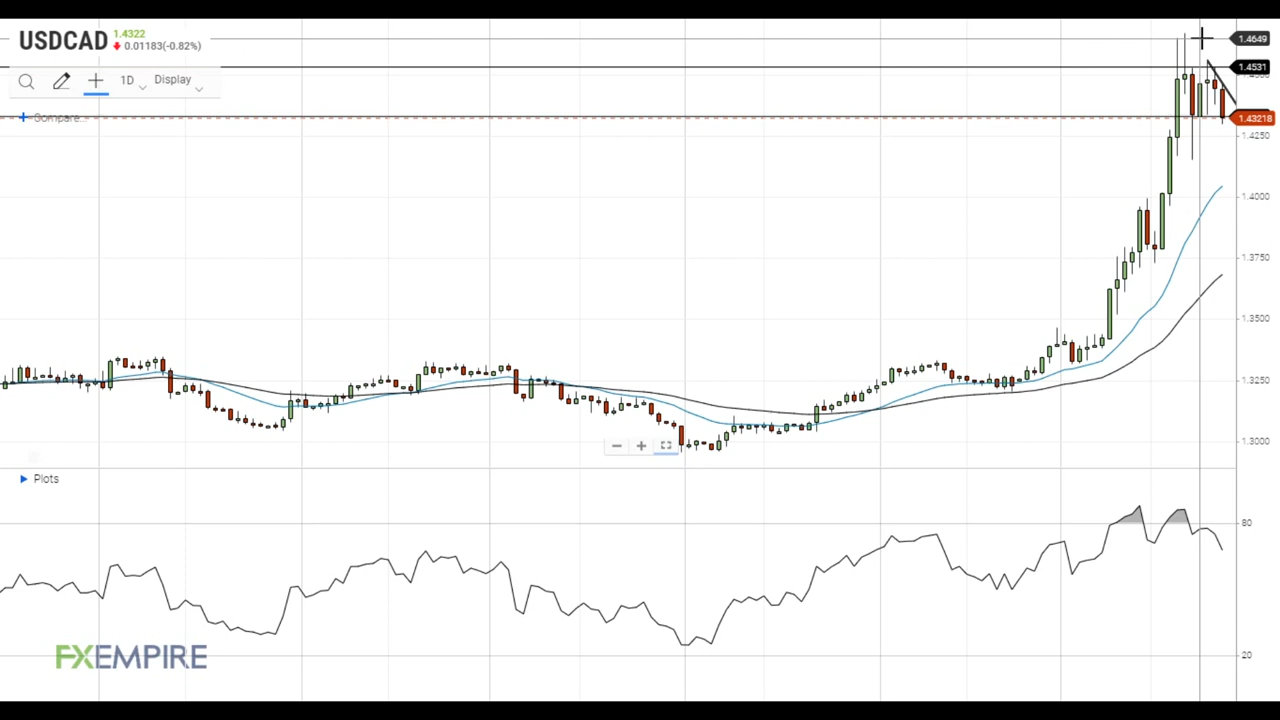 USDCAD 1.4322
0.01183(-0.82%)
1D Display
Compare...
1.4649
1.4531
1.43218
1.4250
1.4000
1.3750
1.3500
1.3250
1.3000
Plots
80
20
FXEMPIRE